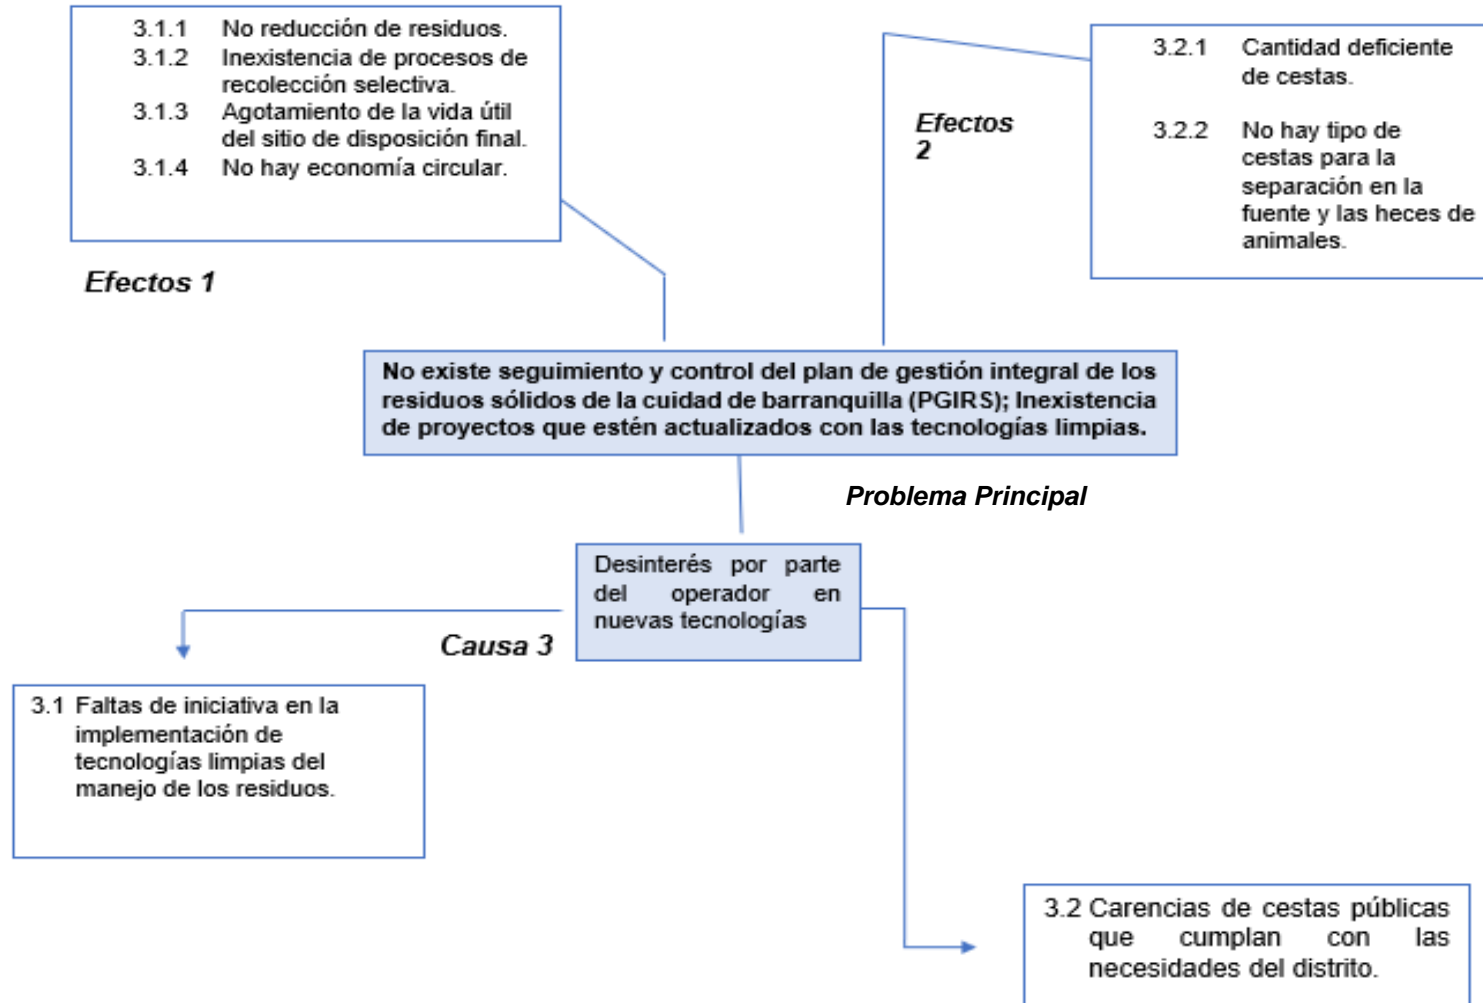 3.1.1 No reducción de residuos.
3.1.2 Inexistencia de procesos de
recolección selectiva.
3.1.3 Agotamiento de la vida útil
del sitio de disposición final.
3.1.4 No hay economía circular.
Efectos 1
Efectos
2
3.2.1 Cantidad deficiente
de cestas.
3.2.2 No hay tipo de
cestas para la
separación en la
fuente y las heces de
animales.
No existe seguimiento y control del plan de gestión integral de los
residuos sólidos de la cuidad de barranquilla (PGIRS); Inexistencia
de proyectos que estén actualizados con las tecnologías limpias.
Problema Principal
Desinterés por parte
del operador en
nuevas tecnologías
Causa 3
3.1 Faltas de iniciativa en la
implementación de
tecnologías limpias del
manejo de los residuos.
3.2 Carencias de cestas públicas
que cumplan con las
necesidades del distrito.